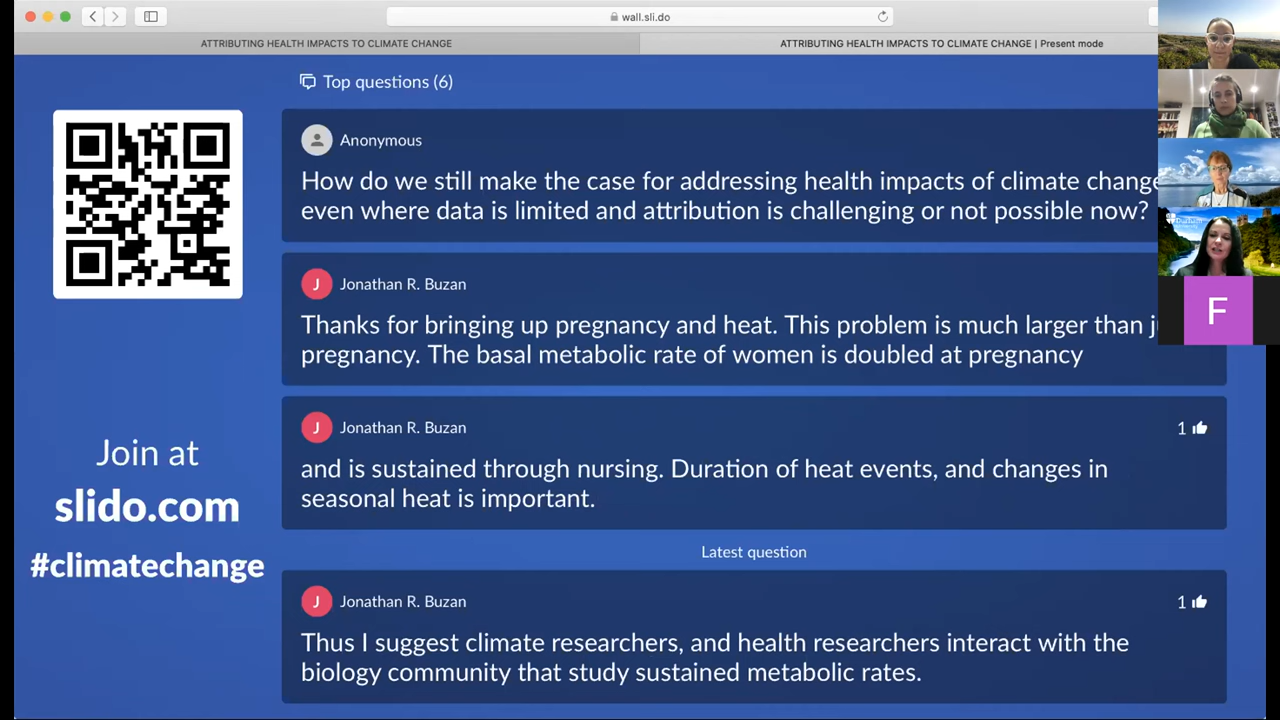 wall.sli.do
ATTRIBUTING HEALTH IMPACTS TO CLIMATE CHANGE
ATTRIBUTING HEALTH IMPACTS TO CLIMATE CHANGE | Present mode
Top questions (6)
Anonymous
How do we still make the case for addressing health impacts of climate change
even where data is limited and attribution is challenging or not possible now?
Jonathan R. Buzan
Thanks for bringing up pregnancy and heat. This problem is much larger than
pregnancy. The basal metabolic rate of women is doubled at pregnancy
Jonathan R. Buzan
1
and is sustained through nursing. Duration of heat events, and changes in
seasonal heat is important.
Latest question
Jonathan R. Buzan
1
Thus I suggest climate researchers, and health researchers interact with the
biology community that study sustained metabolic rates.
Join at
slido.com
#climatechange
J
J
J
F